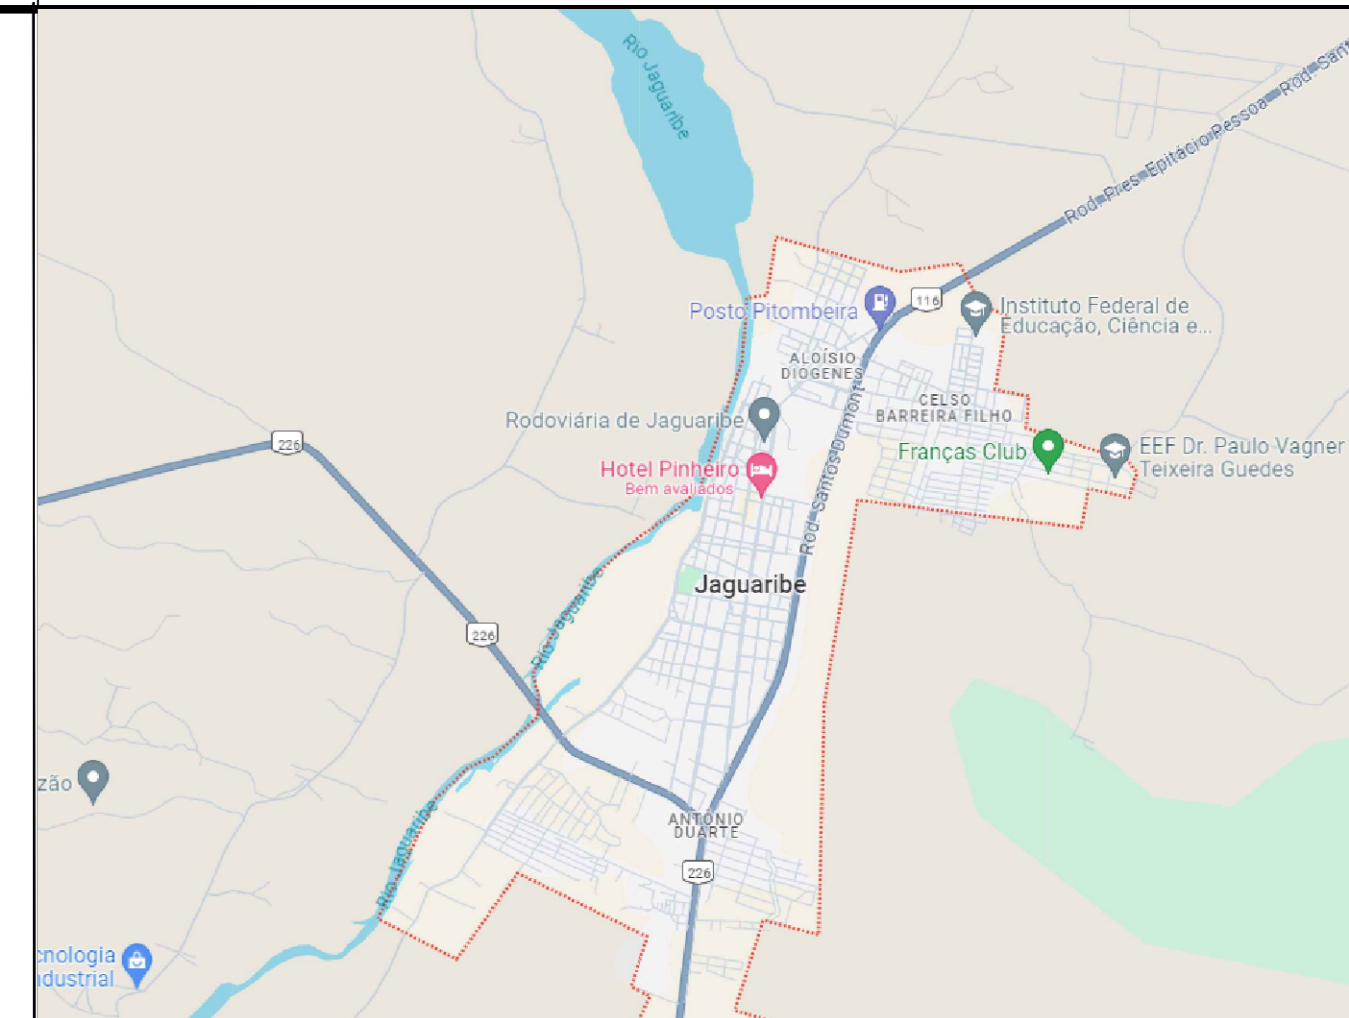 Rio Jaguaribe
Rod. Pres. Epitácio Pessoa
Rod. Sant
116
Posto Pitombeira
Instituto Federal de
Educação, Ciência e...
ALOÍSIO
DIOGENES
CELSO
BARREIRA FILHO
Rodoviária de Jaguaribe
Rod. Santos Dumont
Franças Club
EEF Dr. Paulo Vagner
Teixeira Guedes
226
Hotel Pinheiro
Bem avaliados
Jaguaribe
Rio Jaguaribe
226
zão
ANTÔNIO
DUARTE
Rio Jaguaribe
226
cnologia
ndustrial